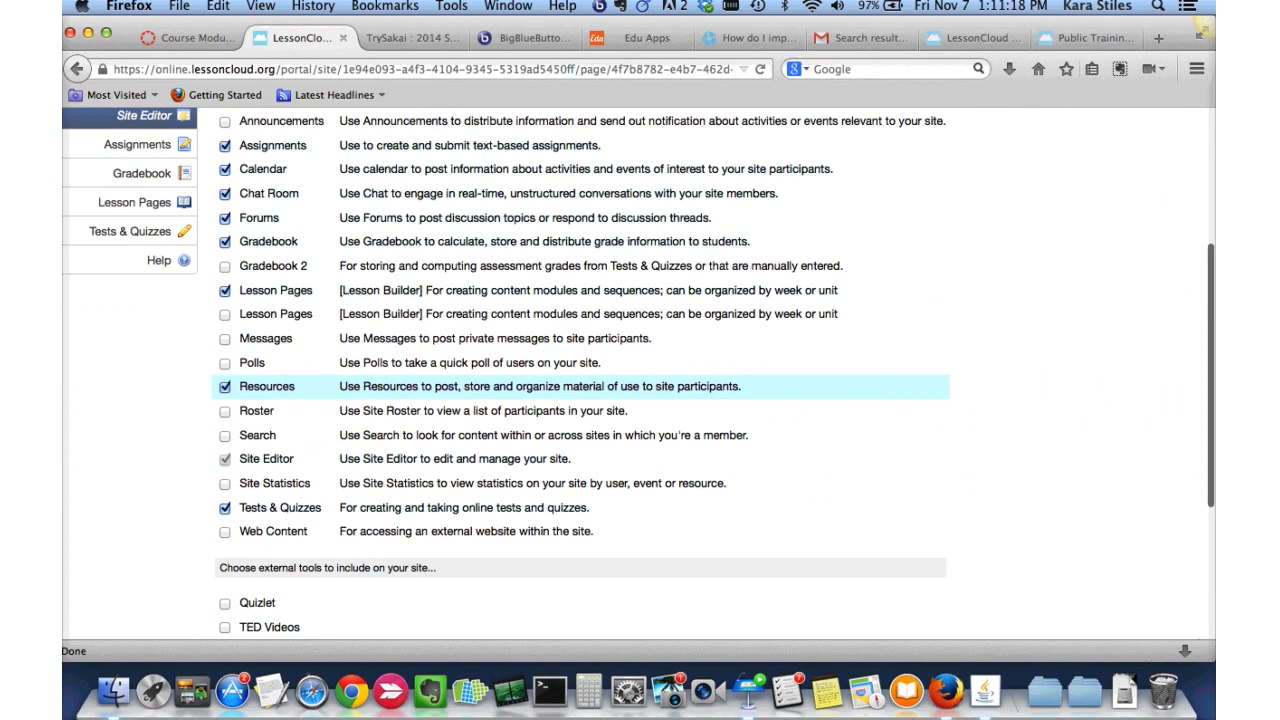 Firefox File Edit View History Bookmarks Tools Window Help 2 97% Fri Nov 7 1:11:18 PM Kara Stiles
Course Modu... LessonClo... TrySakai : 2014 S... BigBlueButto... Edu Apps How do I imp... Search result... LessonCloud ... Public Trainin...
https://online.lessoncloud.org/portal/site/1e94e093-a4f3-4104-9345-5319ad5450ff/page/4f7b8782-e4b7-462d- Google
Most Visited Getting Started Latest Headlines
Site Editor
Assignments
Gradebook
Lesson Pages
Tests & Quizzes
Help
Announcements Use Announcements to distribute information and send out notification about activities or events relevant to your site.
Assignments Use to create and submit text-based assignments.
Calendar Use calendar to post information about activities and events of interest to your site participants.
Chat Room Use Chat to engage in real-time, unstructured conversations with your site members.
Forums Use Forums to post discussion topics or respond to discussion threads.
Gradebook Use Gradebook to calculate, store and distribute grade information to students.
Gradebook 2 For storing and computing assessment grades from Tests & Quizzes or that are manually entered.
Lesson Pages [Lesson Builder] For creating content modules and sequences; can be organized by week or unit
Lesson Pages [Lesson Builder] For creating content modules and sequences; can be organized by week or unit
Messages Use Messages to post private messages to site participants.
Polls Use Polls to take a quick poll of users on your site.
Resources Use Resources to post, store and organize material of use to site participants.
Roster Use Site Roster to view a list of participants in your site.
Search Use Search to look for content within or across sites in which you're a member.
Site Editor Use Site Editor to edit and manage your site.
Site Statistics Use Site Statistics to view statistics on your site by user, event or resource.
Tests & Quizzes For creating and taking online tests and quizzes.
Web Content For accessing an external website within the site.
Choose external tools to include on your site...
Quizlet
TED Videos
Done